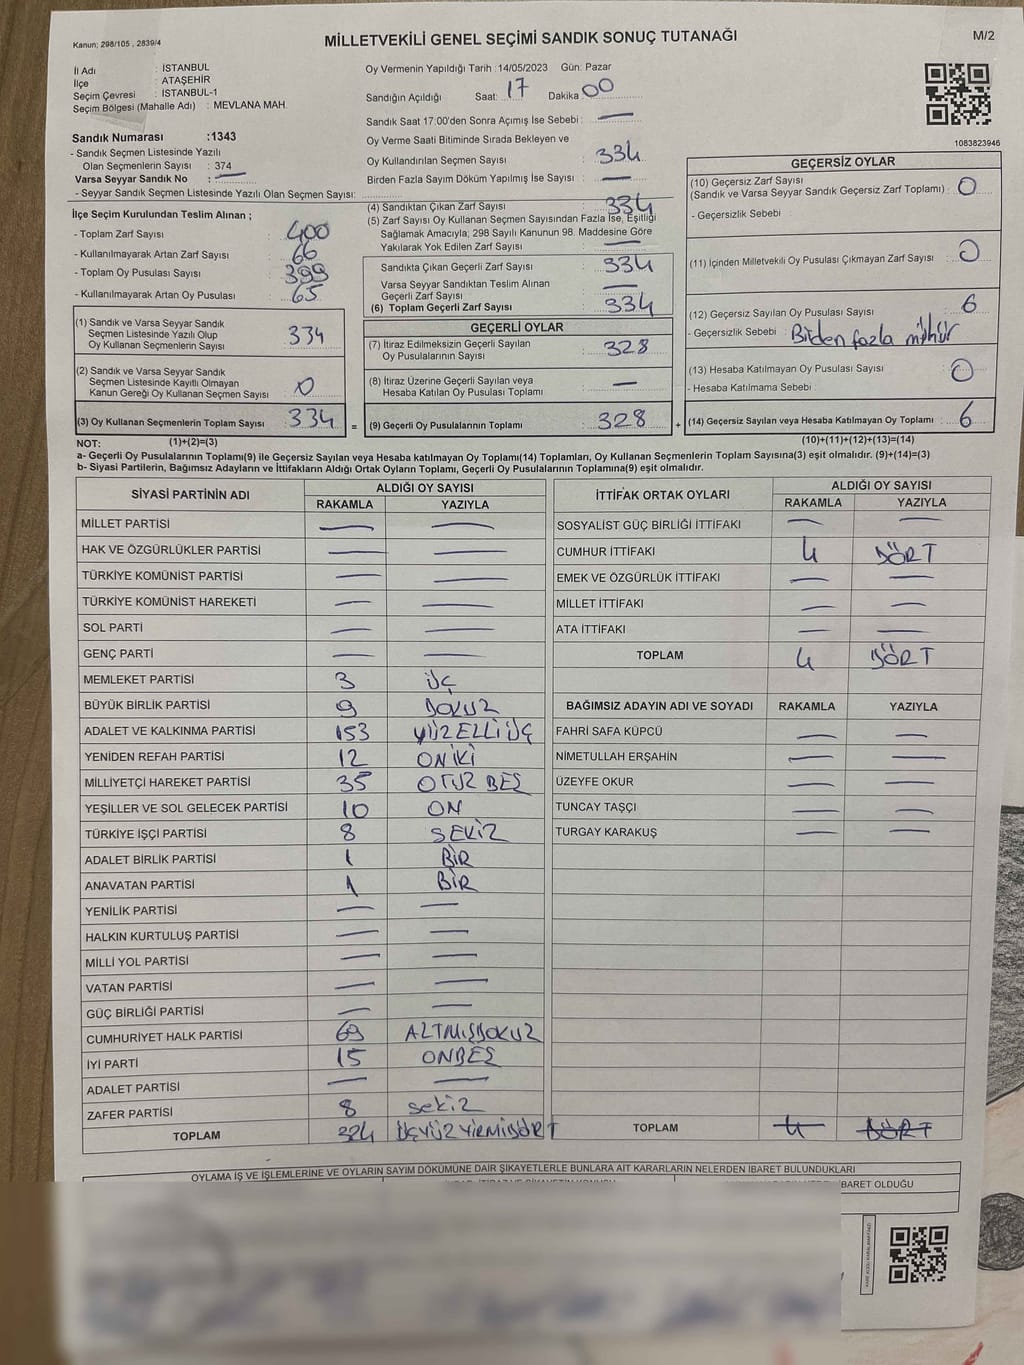 Kanun; 298/105 , 2839/4
MİLLETVEKİLİ GENEL SEÇİMİ SANDIK SONUÇ TUTANAĞI
M/2
İl Adı : İSTANBUL
İlçe : ATAŞEHİR
Seçim Çevresi : İSTANBUL-1
Seçim Bölgesi (Mahalle Adı) : MEVLANA MAH.
Sandık Numarası :1343
- Sandık Seçmen Listesinde Yazılı
Olan Seçmenlerin Sayısı : 374
Varsa Seyyar Sandık No : —
- Seyyar Sandık Seçmen Listesinde Yazılı Olan Seçmen Sayısı:
Oy Vermenin Yapıldığı Tarih :14/05/2023 Gün: Pazar
Sandığın Açıldığı Saat: 17 Dakika 00
Sandık Saat 17:00'den Sonra Açımış İse Sebebi : —
Oy Verme Saati Bitiminde Sırada Bekleyen ve
Oy Kullandırılan Seçmen Sayısı : 334
Birden Fazla Sayım Döküm Yapılmış İse Sayısı : —
1083823946
İlçe Seçim Kurulundan Teslim Alınan ;
- Toplam Zarf Sayısı : 400
- Kullanılmayarak Artan Zarf Sayısı : 66
- Toplam Oy Pusulası Sayısı : 399
- Kullanılmayarak Artan Oy Pusulası : 65
(1) Sandık ve Varsa Seyyar Sandık
Seçmen Listesinde Yazılı Olup
Oy Kullanan Seçmenlerin Sayısı : 334
(2) Sandık ve Varsa Seyyar Sandık
Seçmen Listesinde Kayıtlı Olmayan
Kanun Gereği Oy Kullanan Seçmen Sayısı : 0
(3) Oy Kullanan Seçmenlerin Toplam Sayısı : 334
(4) Sandıktan Çıkan Zarf Sayısı : 334
(5) Zarf Sayısı Oy Kullanan Seçmen Sayısından Fazla İse, Eşitliği
Sağlamak Amacıyla; 298 Sayılı Kanunun 98. Maddesine Göre
Yakılarak Yok Edilen Zarf Sayısı : —
Sandıkta Çıkan Geçerli Zarf Sayısı : 334
Varsa Seyyar Sandıktan Teslim Alınan
Geçerli Zarf Sayısı : —
(6) Toplam Geçerli Zarf Sayısı : 334
GEÇERLİ OYLAR
(7) İtiraz Edilmeksizin Geçerli Sayılan
Oy Pusulalarının Sayısı : 328
(8) İtiraz Üzerine Geçerli Sayılan veya
Hesaba Katılan Oy Pusulası Toplamı : —
= (9) Geçerli Oy Pusulalarının Toplamı : 328
GEÇERSİZ OYLAR
(10) Geçersiz Zarf Sayısı
(Sandık ve Varsa Seyyar Sandık Geçersiz Zarf Toplamı) : 0
- Geçersizlik Sebebi :
(11) İçinden Milletvekili Oy Pusulası Çıkmayan Zarf Sayısı : 0
(12) Geçersiz Sayılan Oy Pusulası Sayısı : 6
- Geçersizlik Sebebi : Birden fazla mühür
(13) Hesaba Katılmayan Oy Pusulası Sayısı : 0
- Hesaba Katılmama Sebebi :
+ (14) Geçersiz Sayılan veya Hesaba Katılmayan Oy Toplamı : 6
NOT: (1)+(2)=(3)
(10)+(11)+(12)+(13)=(14)
a- Geçerli Oy Pusulalarının Toplamı(9) ile Geçersiz Sayılan veya Hesaba katılmayan Oy Toplamı(14) Toplamları, Oy Kullanan Seçmenlerin Toplam Sayısına(3) eşit olmalıdır. (9)+(14)=(3)
b- Siyasi Partilerin, Bağımsız Adayların ve İttifakların Aldığı Ortak Oyların Toplamı, Geçerli Oy Pusulalarının Toplamına(9) eşit olmalıdır.
SİYASİ PARTİNİN ADI ALDIĞI OY SAYISI
RAKAMLA YAZIYLA
MİLLET PARTİSİ — —
HAK VE ÖZGÜRLÜKLER PARTİSİ — —
TÜRKİYE KOMÜNİST PARTİSİ — —
TÜRKİYE KOMÜNİST HAREKETİ — —
SOL PARTİ — —
GENÇ PARTİ — —
MEMLEKET PARTİSİ 3 ÜÇ
BÜYÜK BİRLİK PARTİSİ 9 DOKUZ
ADALET VE KALKINMA PARTİSİ 153 YÜZELLİÜÇ
YENİDEN REFAH PARTİSİ 12 ONİKİ
MİLLİYETÇİ HAREKET PARTİSİ 35 OTUZ BEŞ
YEŞİLLER VE SOL GELECEK PARTİSİ 10 ON
TÜRKİYE İŞÇİ PARTİSİ 8 SEKİZ
ADALET BİRLİK PARTİSİ 1 BİR
ANAVATAN PARTİSİ 1 BİR
YENİLİK PARTİSİ — —
HALKIN KURTULUŞ PARTİSİ — —
MİLLİ YOL PARTİSİ — —
VATAN PARTİSİ — —
GÜÇ BİRLİĞİ PARTİSİ — —
CUMHURİYET HALK PARTİSİ 69 ALTMIŞDOKUZ
İYİ PARTİ 15 ONBEŞ
ADALET PARTİSİ — —
ZAFER PARTİSİ 8 sekiz
TOPLAM 324 ÜÇYÜZYİRMİDÖRT
İTTİFAK ORTAK OYLARI ALDIĞI OY SAYISI
RAKAMLA YAZIYLA
SOSYALİST GÜÇ BİRLİĞİ İTTİFAKI — —
CUMHUR İTTİFAKI 4 DÖRT
EMEK VE ÖZGÜRLÜK İTTİFAKI — —
MİLLET İTTİFAKI — —
ATA İTTİFAKI — —
TOPLAM 4 DÖRT
BAĞIMSIZ ADAYIN ADI VE SOYADI RAKAMLA YAZIYLA
FAHRİ SAFA KÜPCÜ — —
NİMETULLAH ERŞAHİN — —
ÜZEYFE OKUR — —
TUNCAY TAŞÇI — —
TURGAY KARAKUŞ — —
TOPLAM 4 DÖRT
OYLAMA İŞ VE İŞLEMLERİNE VE OYLARIN SAYIM DÖKÜMÜNE DAİR ŞİKAYETLERLE BUNLARA AİT KARARLARIN NELERDEN İBARET BULUNDUKLARI
İBARET OLDUĞU